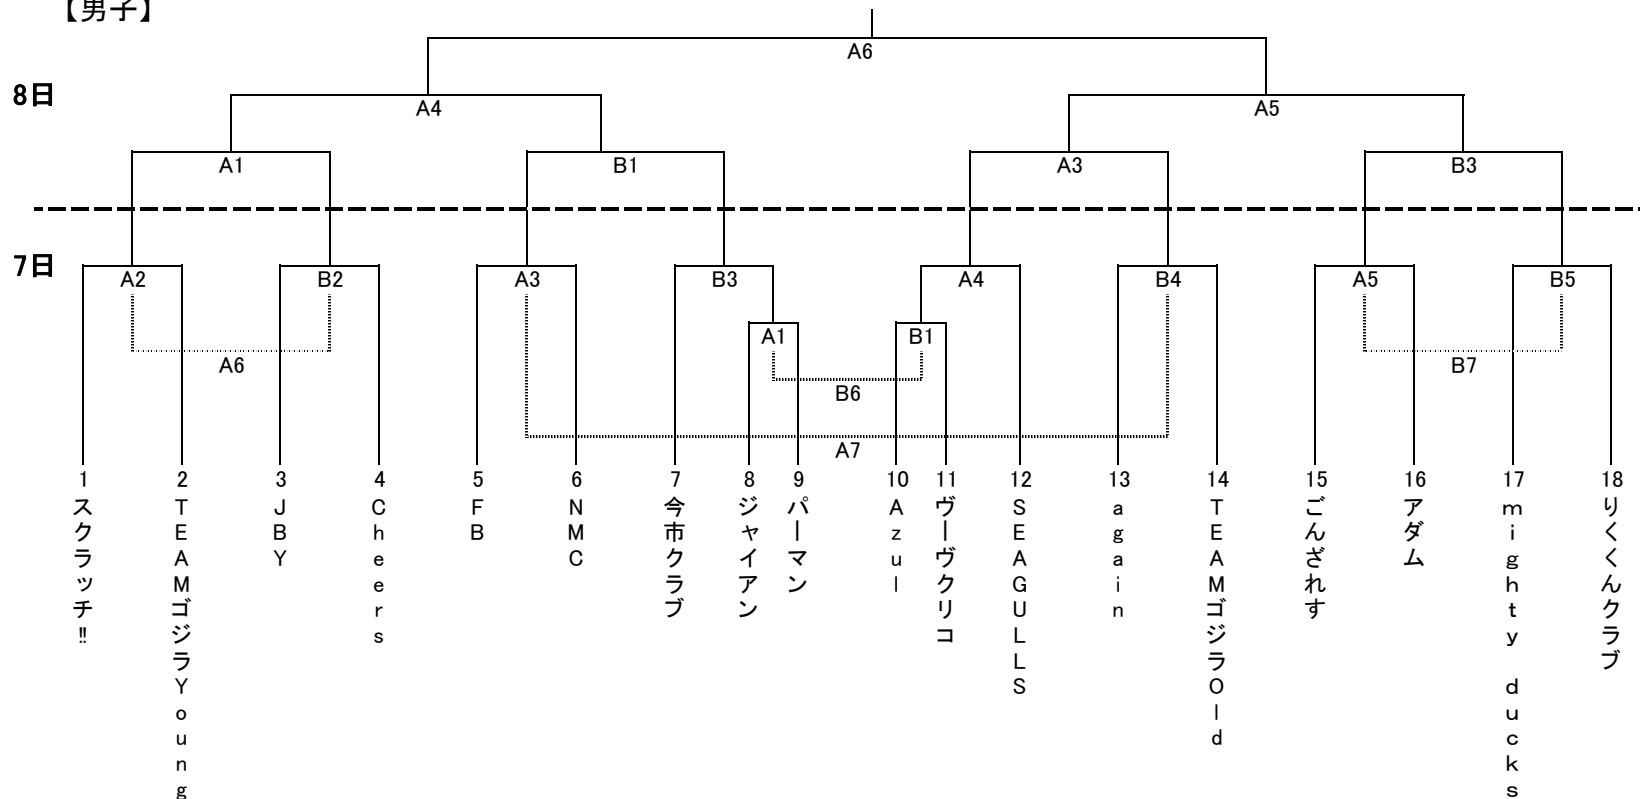 【男子】
A6
8日
A4
A5
A1
B1
A3
B3
7日
A2
B2
A3
B3
A4
B4
A5
B5
A1
B1
A6
B7
B6
A7
1
スクラッチ‼
2
TEAMゴジラYoung
3
JBY
4
Cheers
5
FB
6
NMC
7
今市クラブ
8
ジャイアン
9
パーマン
10
Azul
11
ヴーヴクリコ
12
SEAGULLS
13
again
14
TEAMゴジラOld
15
ごんざれす
16
アダム
17
mighty ducks
18
りくくんクラブ